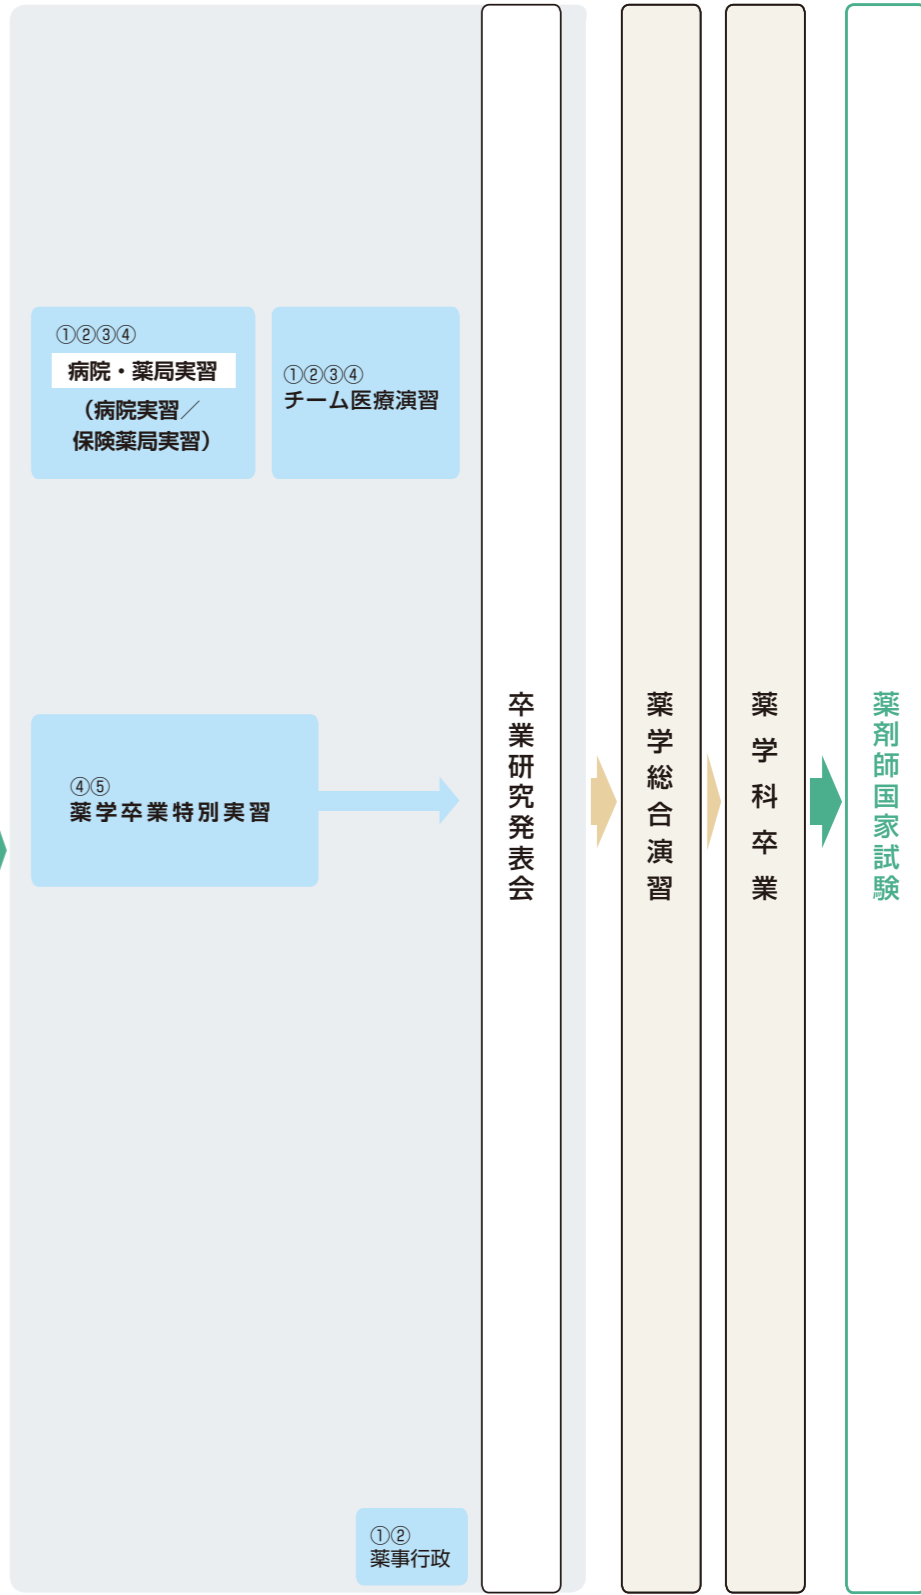 ①②③④
病院・薬局実習
（病院実習／
保険薬局実習）
①②③④
チーム医療演習
④⑤
薬学卒業特別実習
①②
薬事行政
卒業研究発表会
薬学総合演習
薬学科卒業
薬剤師国家試験